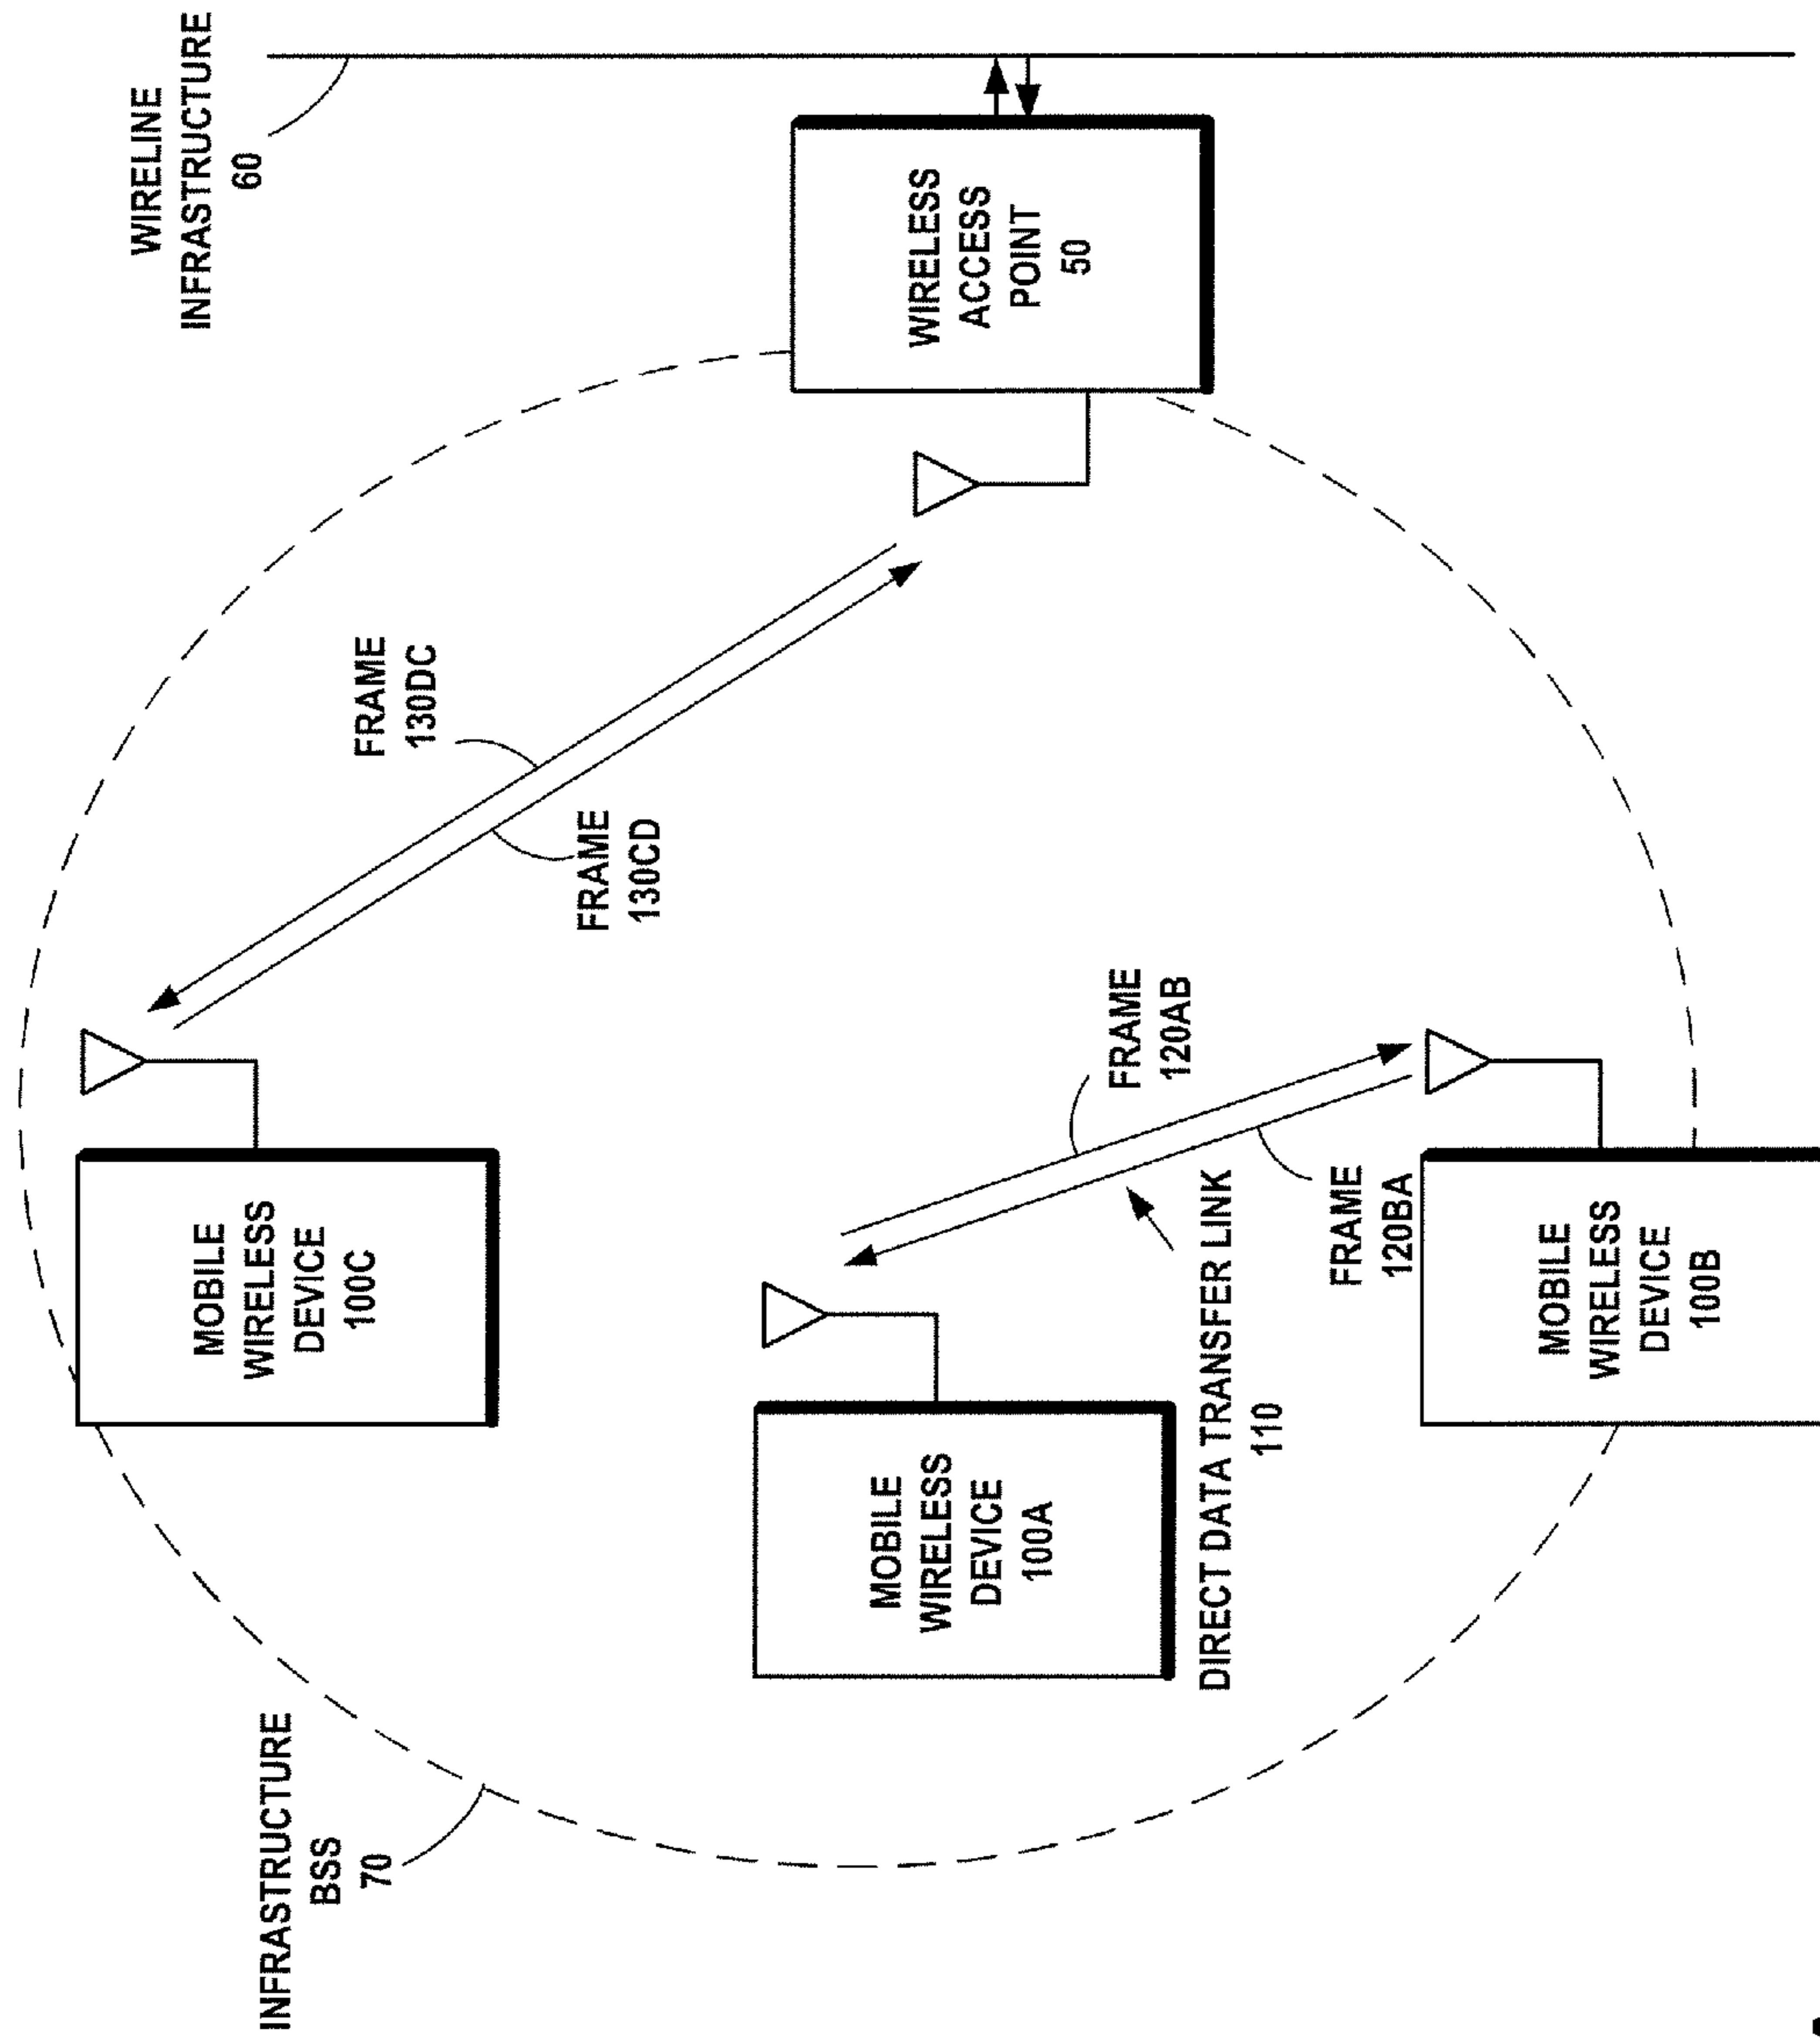 INFRASTRUCTURE
BSS
70
MOBILE
WIRELESS
DEVICE
100C
FRAME
130DC
FRAME
130CD
WIRELINE
INFRASTRUCTURE
60
WIRELESS
ACCESS
POINT
50
MOBILE
WIRELESS
DEVICE
100A
DIRECT DATA TRANSFER LINK
110
FRAME
120AB
FRAME
120BA
MOBILE
WIRELESS
DEVICE
100B